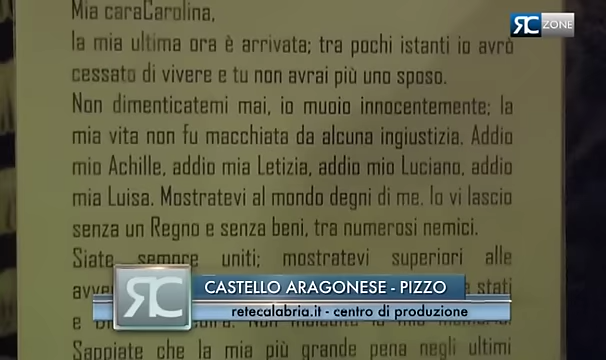 Mia caraCarolina,
RC ZONE
la mia ultima ora è arrivata; tra pochi istanti io avrò
cessato di vivere e tu non avrai più uno sposo.
Non dimenticatemi mai, io muoio innocentemente; la
mia vita non fu macchiata da alcuna ingiustizia. Addio
mio Achille, addio mia Letizia, addio mio Luciano, addio
mia Luisa. Mostratevi al mondo degni di me. Io vi lascio
senza un Regno e senza beni, tra numerosi nemici.
Siate sempre uniti; mostratevi superiori alle
stati
RC
CASTELLO ARAGONESE - PIZZO
retecalabria.it - centro di produzione
e
Sappiate che la mia più grande pena negli ultimi